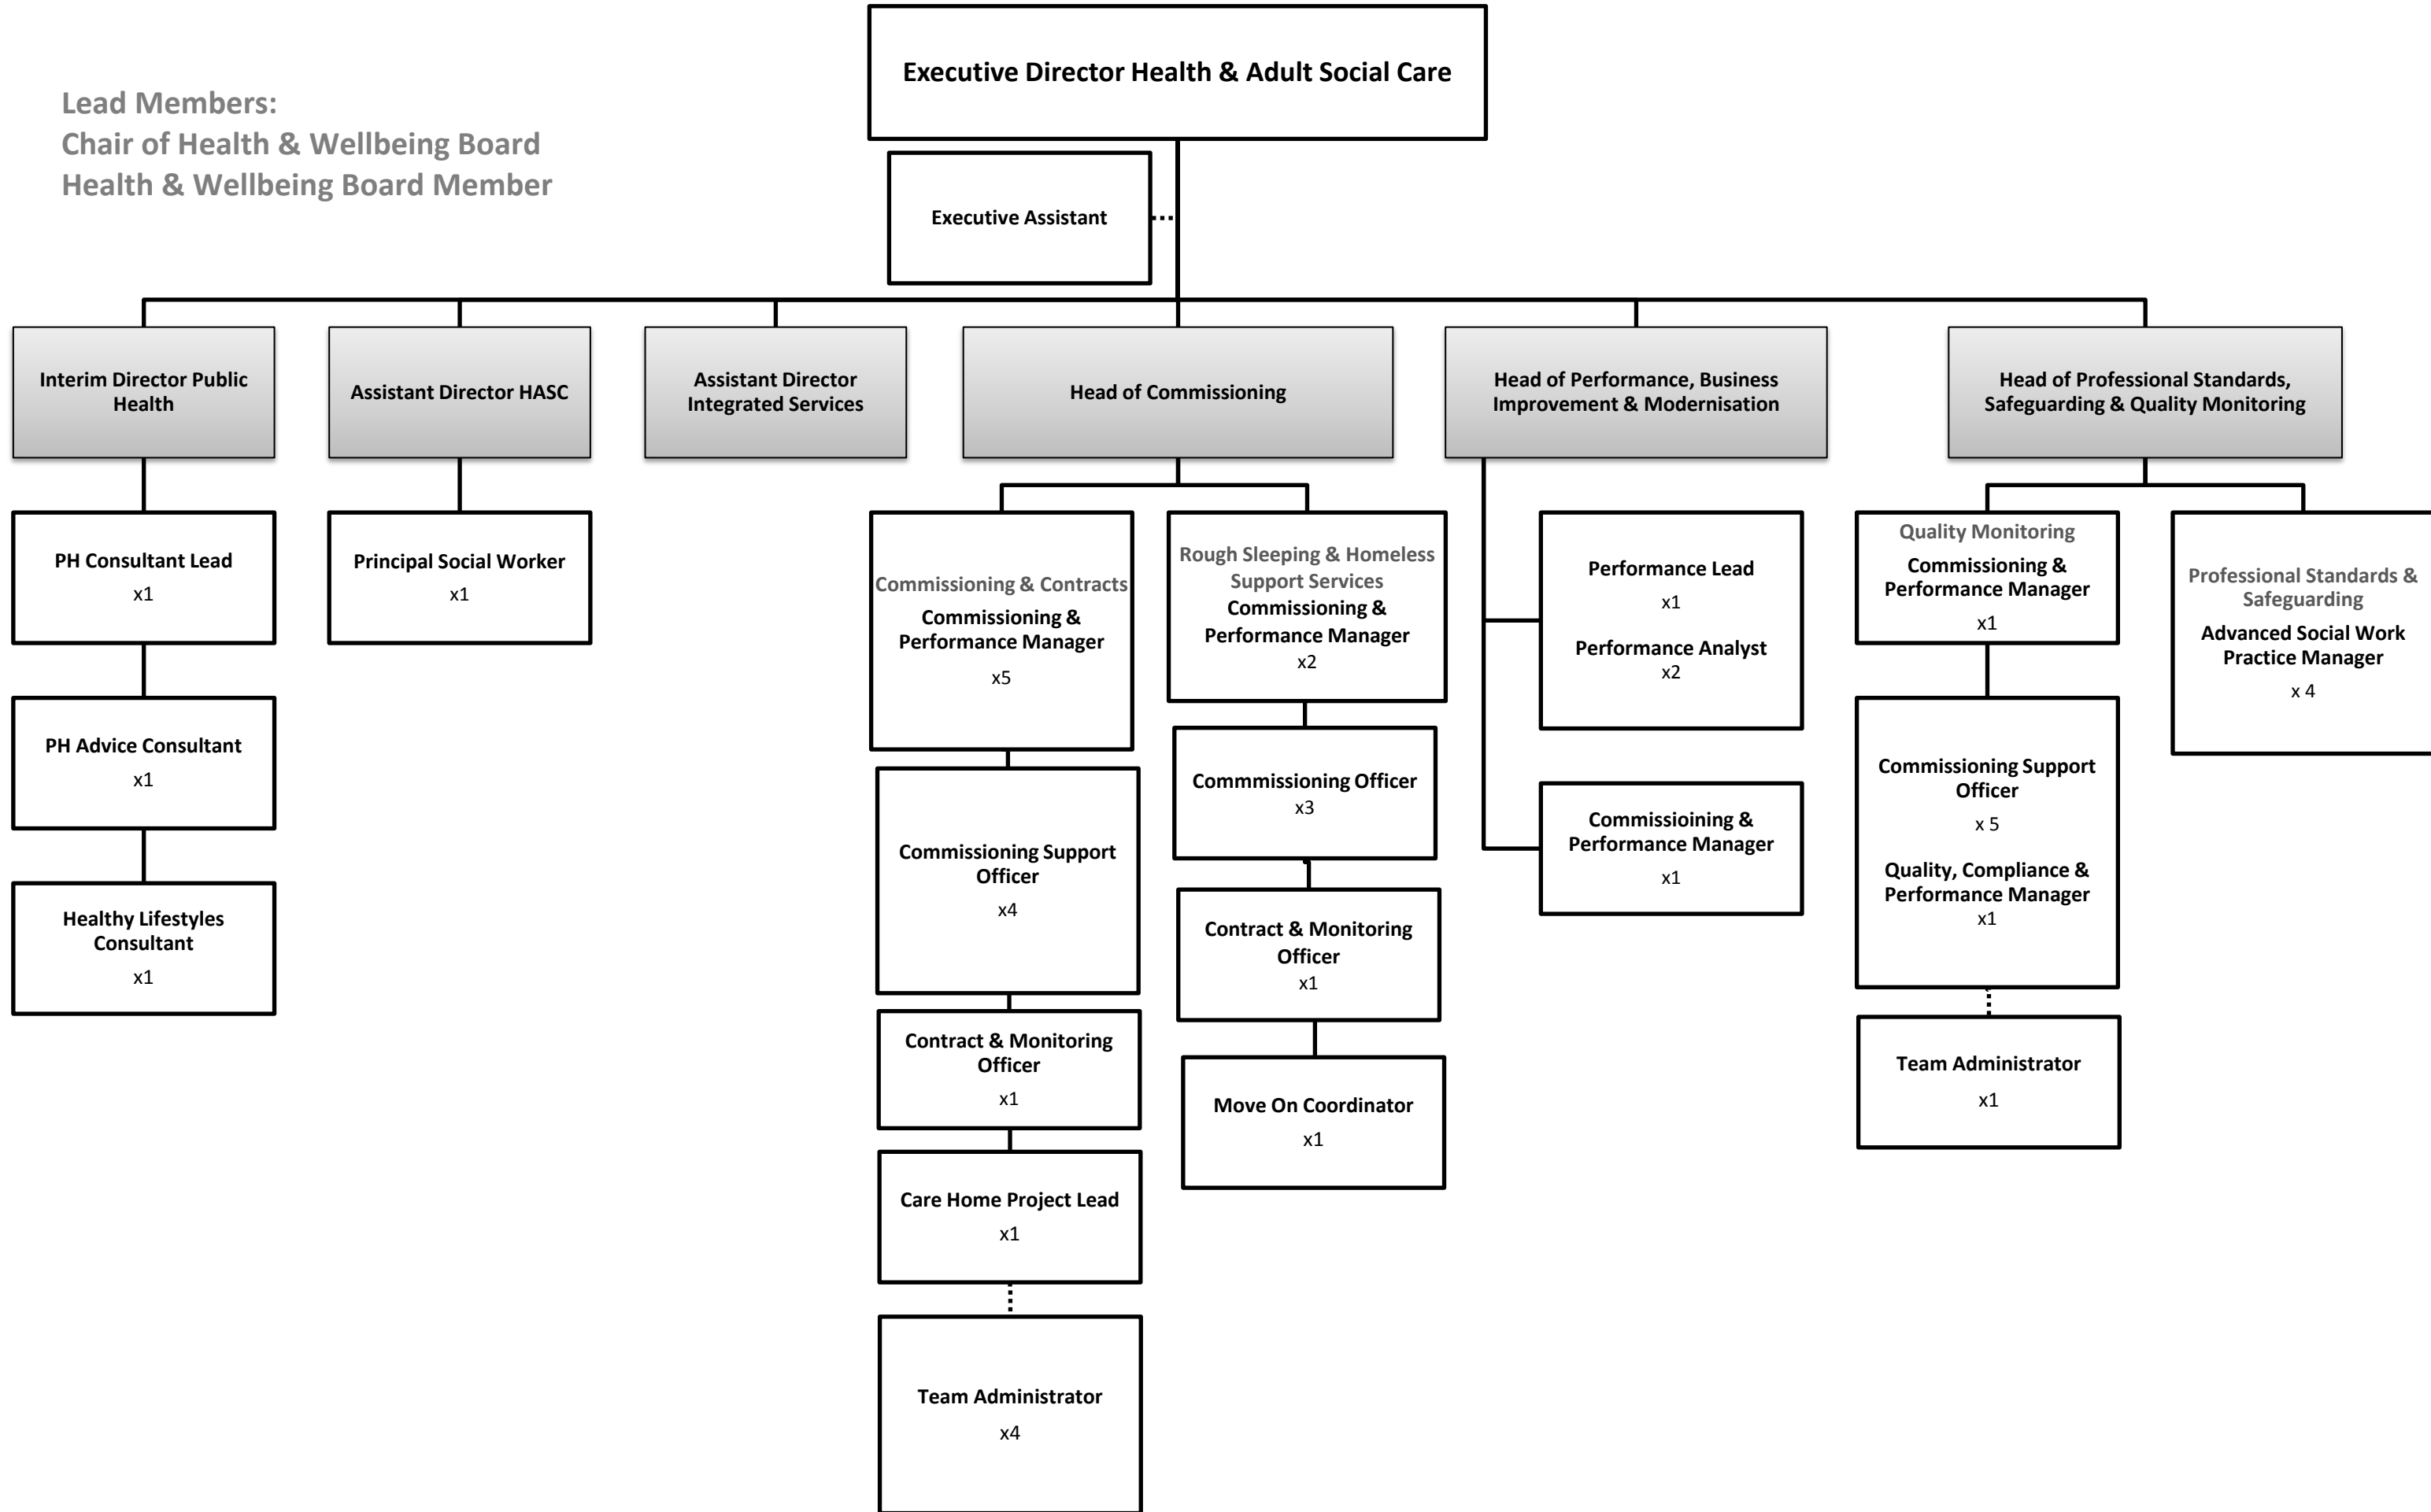 Executive Director Health & Adult Social Care
Lead Members:
Chair of Health & Wellbeing Board
Health & Wellbeing Board Member
Executive Assistant
Interim Director Public
Health
Assistant Director HASC
Assistant Director
Integrated Services
Head of Commissioning
Head of Performance, Business
Improvement & Modernisation
Head of Professional Standards,
Safeguarding & Quality Monitoring
PH Consultant Lead
x1
PH Advice Consultant
x1
Healthy Lifestyles
Consultant
x1
Principal Social Worker
x1
Commissioning & Contracts
Commissioning &
Performance Manager
x5
Commissioning Support
Officer
x4
Contract & Monitoring
Officer
x1
Care Home Project Lead
x1
Team Administrator
x4
Rough Sleeping & Homeless
Support Services
Commissioning &
Performance Manager
x2
Commmissioning Officer
x3
Contract & Monitoring
Officer
x1
Move On Coordinator
x1
Performance Lead
x1
Performance Analyst
x2
Commissioining &
Performance Manager
x1
Quality Monitoring
Commissioning &
Performance Manager
x1
Commissioning Support
Officer
x 5
Quality, Compliance &
Performance Manager
x1
Team Administrator
x1
Professional Standards &
Safeguarding
Advanced Social Work
Practice Manager
x 4